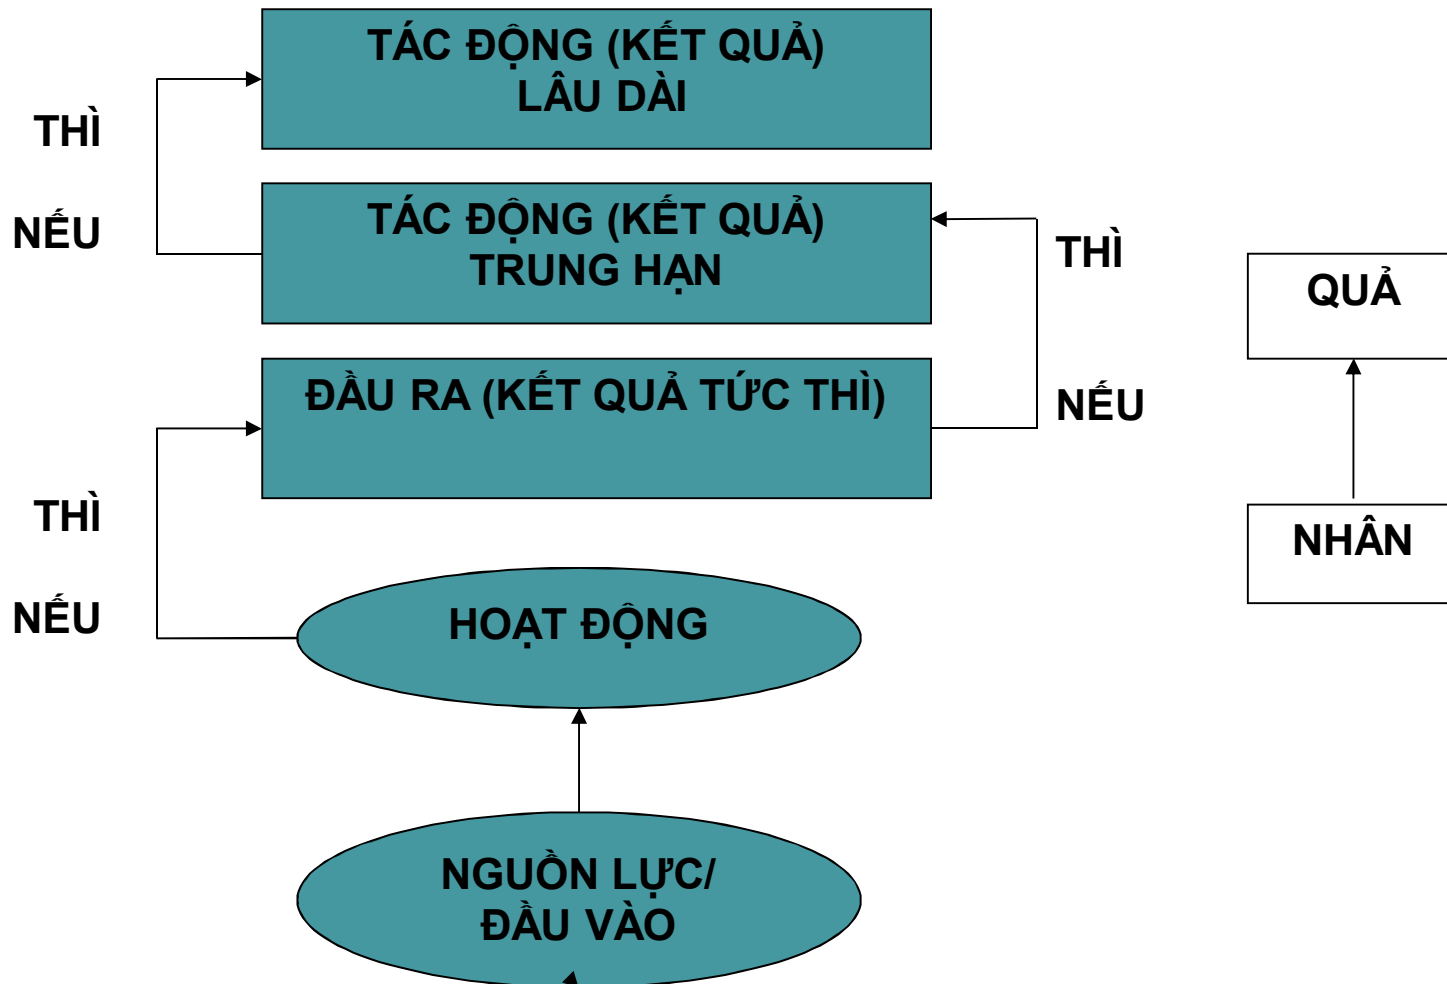 TÁC ĐỘNG (KẾT QUẢ)
LÂU DÀI
THÌ
NẾU
TÁC ĐỘNG (KẾT QUẢ)
TRUNG HẠN
THÌ
NẾU
ĐẦU RA (KẾT QUẢ TỨC THÌ)
THÌ
NẾU
HOẠT ĐỘNG
NGUỒN LỰC/
ĐẦU VÀO
QUẢ
NHÂN